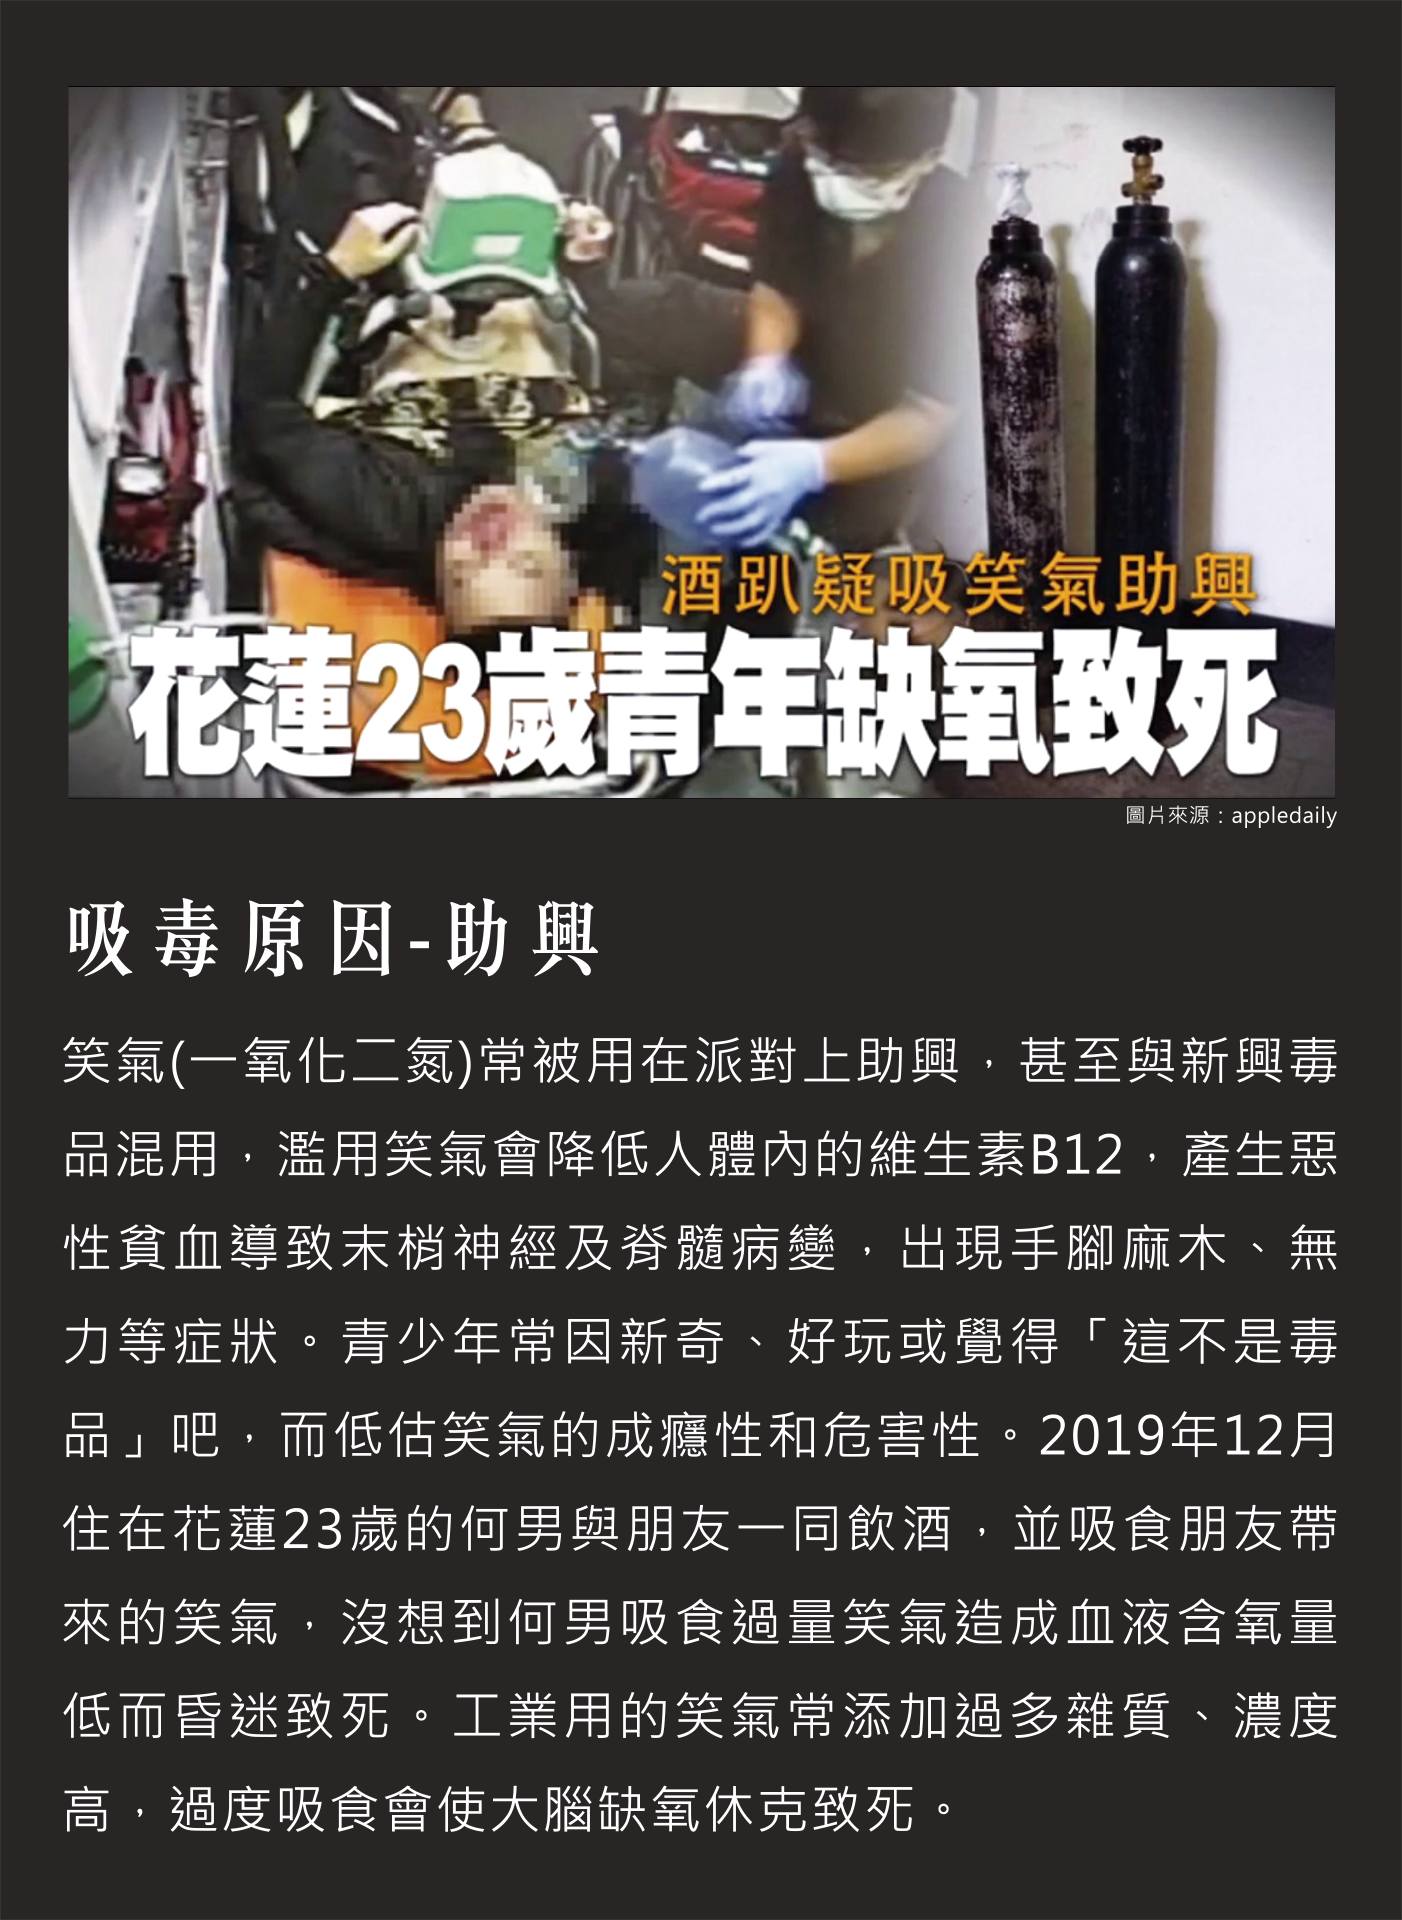 酒趴疑吸笑氣助興
花蓮23歲青年缺氧致死
圖片來源：appledaily
吸毒原因-助興
笑氣(一氧化二氮)常被用在派對上助興，甚至與新興毒
品混用，濫用笑氣會降低人體內的維生素B12，產生惡
性貧血導致末梢神經及脊髓病變，出現手腳麻木、無
力等症狀。青少年常因新奇、好玩或覺得「這不是毒
品」吧，而低估笑氣的成癮性和危害性。2019年12月
住在花蓮23歲的何男與朋友一同飲酒，並吸食朋友帶
來的笑氣，沒想到何男吸食過量笑氣造成血液含氧量
低而昏迷致死。工業用的笑氣常添加過多雜質、濃度
高，過度吸食會使大腦缺氧休克致死。